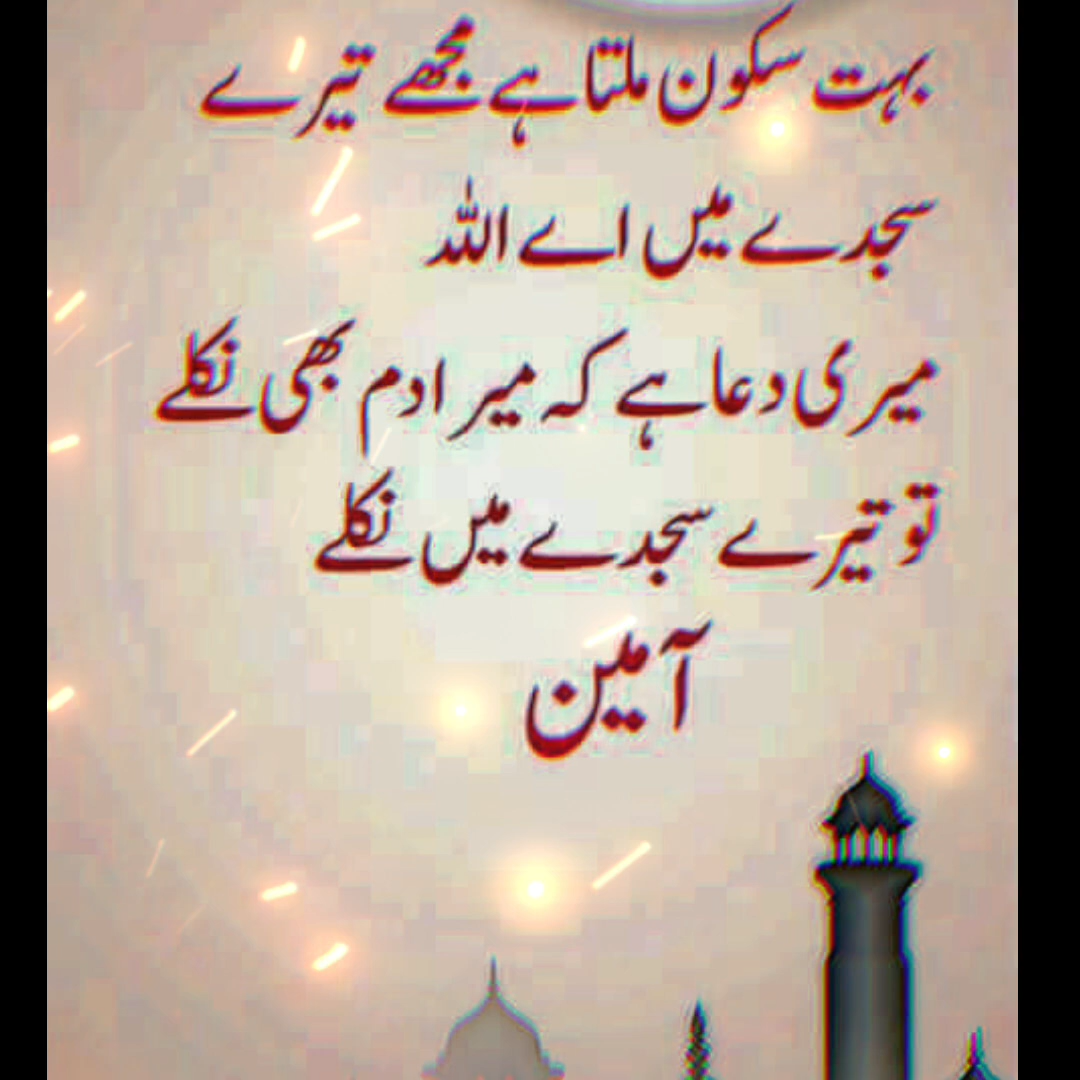 بہت سکون ملتا ہے مجھے تیرے
سجدے میں اے اللہ
میری دعا ہے کہ میرا دم بھی نکلے
تو تیرے سجدے میں نکلے
آمین